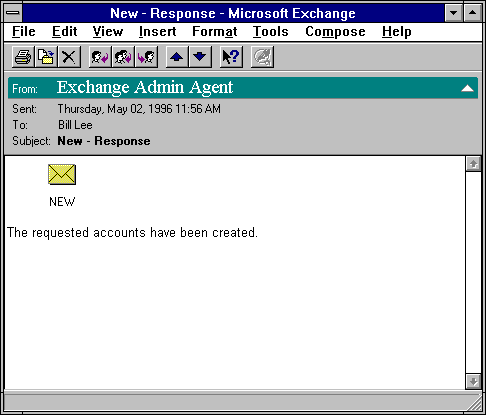 New - Response - Microsoft Exchange
File Edit View Insert Format Tools Compose Help
From: Exchange Admin Agent
Sent: Thursday, May 02, 1996 11:56 AM
To: Bill Lee
Subject: New - Response
NEW
The requested accounts have been created.